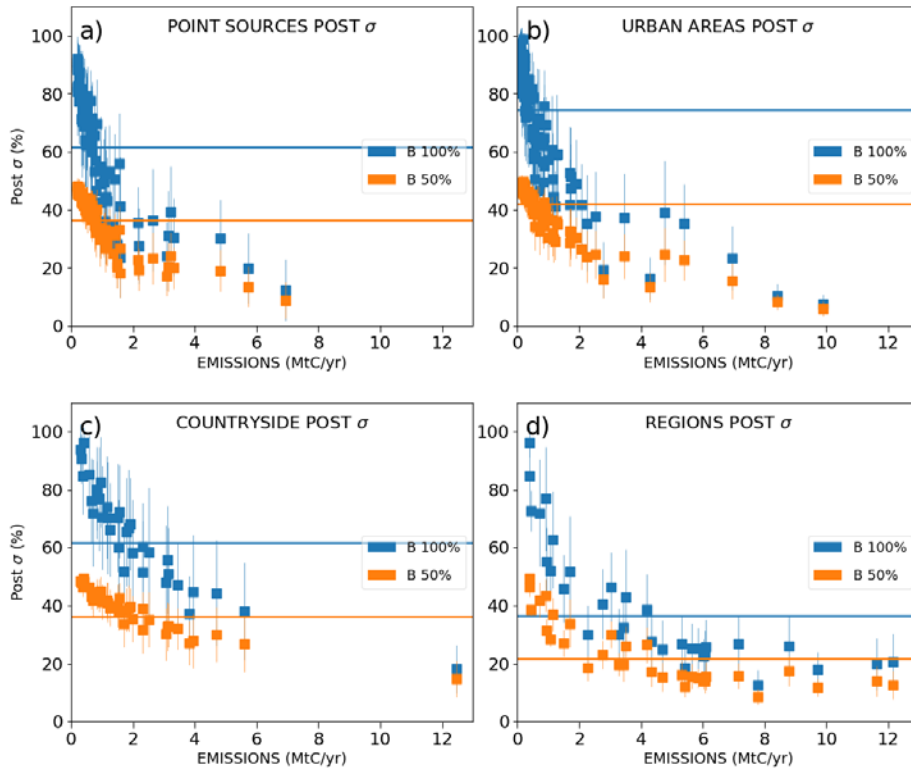 a) POINT SOURCES POST σ
b) URBAN AREAS POST σ
100
80
60
40
20
0
Post σ (%)
B 100%
B 50%
0 2 4 6 8 10 12
EMISSIONS (MtC/yr)
100
80
60
40
20
0
B 100%
B 50%
0 2 4 6 8 10 12
EMISSIONS (MtC/yr)
c) COUNTRYSIDE POST σ
d) REGIONS POST σ
100
80
60
40
20
0
Post σ (%)
B 100%
B 50%
0 2 4 6 8 10 12
EMISSIONS (MtC/yr)
100
80
60
40
20
0
B 100%
B 50%
0 2 4 6 8 10 12
EMISSIONS (MtC/yr)